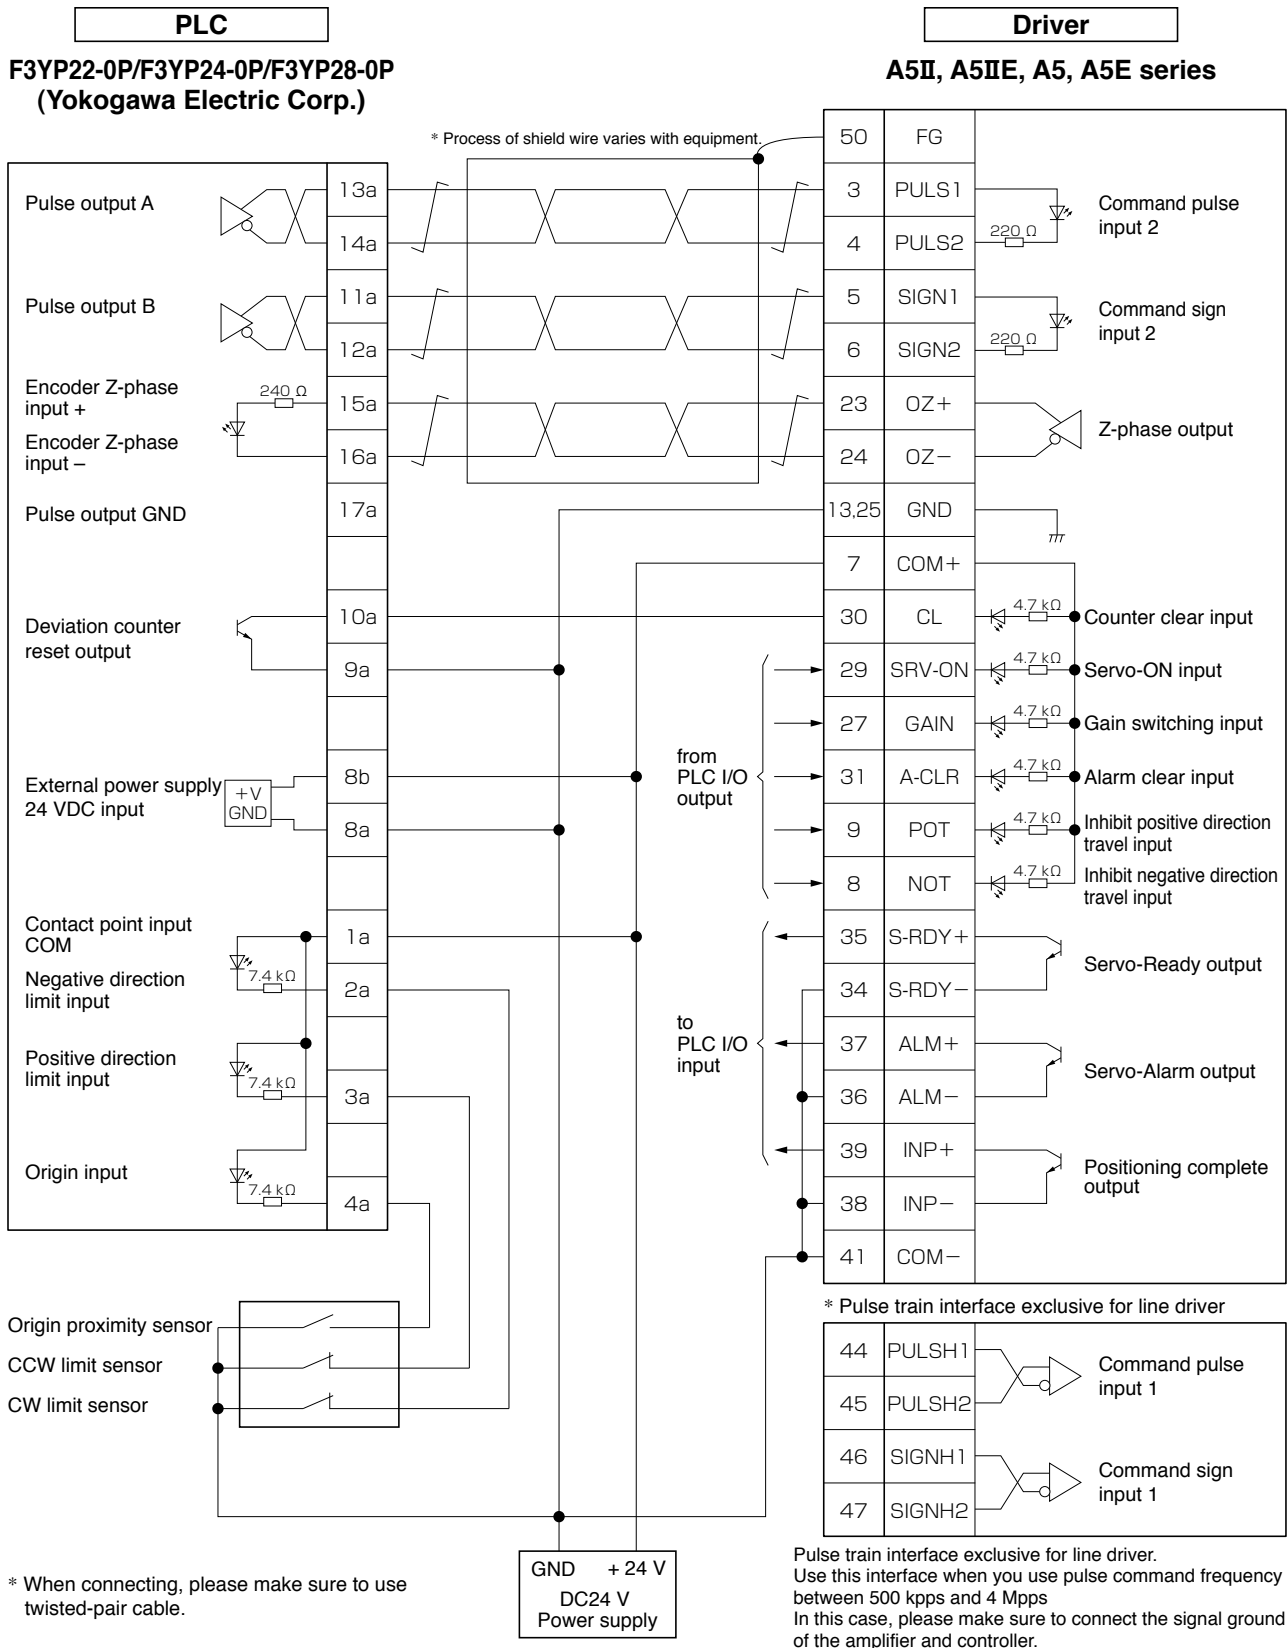 PLC
Driver
F3YP22-0P/F3YP24-0P/F3YP28-0P
(Yokogawa Electric Corp.)
A5II, A5IIE, A5, A5E series
* Process of shield wire varies with equipment.
50 FG
Pulse output A
13a
3 PULS1
Command pulse
input 2
14a
4 PULS2
220 Ω
Pulse output B
11a
5 SIGN1
Command sign
input 2
12a
6 SIGN2
220 Ω
Encoder Z-phase
input +
240 Ω
15a
23 OZ+
Z-phase output
Encoder Z-phase
input –
16a
24 OZ−
Pulse output GND
17a
13,25 GND
7 COM+
Deviation counter
reset output
10a
30 CL
4.7 kΩ
Counter clear input
9a
29 SRV-ON
4.7 kΩ
Servo-ON input
27 GAIN
4.7 kΩ
Gain switching input
from
PLC I/O
output
External power supply
24 VDC input
+V
GND
8b
31 A-CLR
4.7 kΩ
Alarm clear input
8a
9 POT
4.7 kΩ
Inhibit positive direction
travel input
8 NOT
4.7 kΩ
Inhibit negative direction
travel input
Contact point input
COM
1a
35 S-RDY+
Servo-Ready output
Negative direction
limit input
7.4 kΩ
2a
34 S-RDY−
to
PLC I/O
input
Positive direction
limit input
7.4 kΩ
37 ALM+
Servo-Alarm output
3a
36 ALM−
Origin input
7.4 kΩ
39 INP+
Positioning complete
output
4a
38 INP−
41 COM−
Origin proximity sensor
CCW limit sensor
CW limit sensor
* Pulse train interface exclusive for line driver
44 PULSH1
Command pulse
input 1
45 PULSH2
46 SIGNH1
Command sign
input 1
47 SIGNH2
GND + 24 V
DC24 V
Power supply
* When connecting, please make sure to use
twisted-pair cable.
Pulse train interface exclusive for line driver.
Use this interface when you use pulse command frequency
between 500 kpps and 4 Mpps
In this case, please make sure to connect the signal ground
of the amplifier and controller.